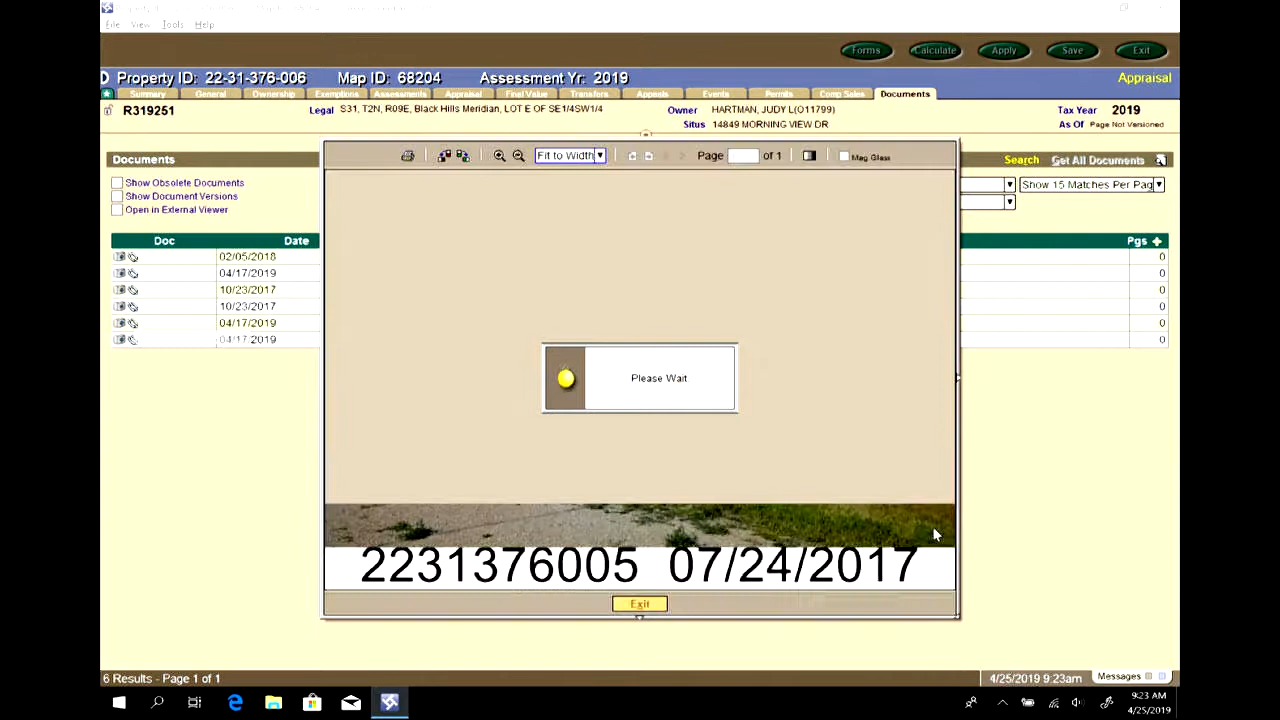 File View Tools Help
Forms Calculate Apply Save Exit
Property ID: 22-31-376-006 Map ID: 68204 Assessment Yr: 2019 Appraisal
Summary General Ownership Exemptions Assessments Appraisal Final Value Transfers Appeals Events Permits Comp Sales Documents
R319251 Legal S31, T2N, R09E, Black Hills Meridian, LOT E OF SE1/4SW1/4 Owner HARTMAN, JUDY L(O11799) Tax Year 2019
Situs 14849 MORNING VIEW DR As Of Page Not Versioned
Documents Search Get All Documents
Fit to Width Page of 1 Mag Glass
Show Obsolete Documents Show 15 Matches Per Pag
Show Document Versions
Open in External Viewer
Doc Date Pgs
02/05/2018 0
04/17/2019 0
10/23/2017 0
10/23/2017 0
04/17/2019 0
04/17/2019 0
Please Wait
2231376005 07/24/2017
Exit
6 Results - Page 1 of 1 4/25/2019 9:23am Messages
9:23 AM
4/25/2019